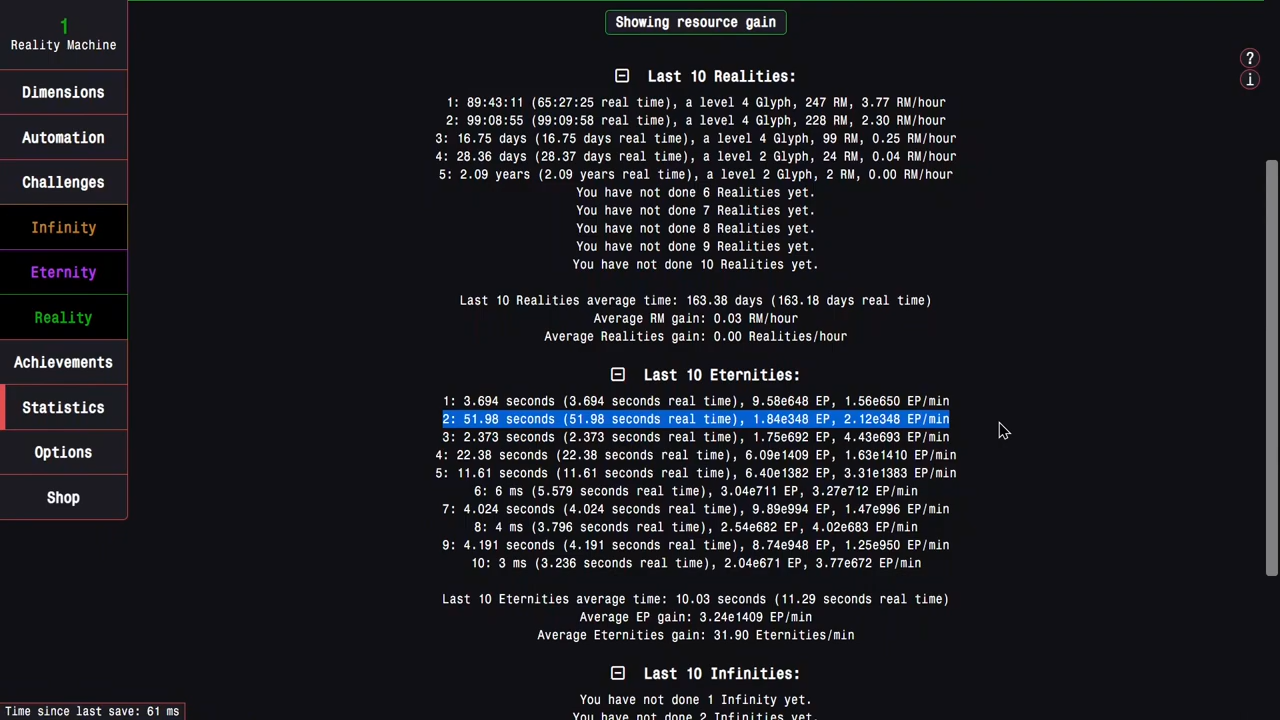 1
Reality Machine
Dimensions
Automation
Challenges
Infinity
Eternity
Reality
Achievements
Statistics
Options
Shop
Time since last save: 61 ms
Showing resource gain
?
i
Last 10 Realities:
1: 89:43:11 (65:27:25 real time), a level 4 Glyph, 247 RM, 3.77 RM/hour
2: 99:08:55 (99:09:58 real time), a level 4 Glyph, 228 RM, 2.30 RM/hour
3: 16.75 days (16.75 days real time), a level 4 Glyph, 99 RM, 0.25 RM/hour
4: 28.36 days (28.37 days real time), a level 2 Glyph, 24 RM, 0.04 RM/hour
5: 2.09 years (2.09 years real time), a level 2 Glyph, 2 RM, 0.00 RM/hour
You have not done 6 Realities yet.
You have not done 7 Realities yet.
You have not done 8 Realities yet.
You have not done 9 Realities yet.
You have not done 10 Realities yet.
Last 10 Realities average time: 163.38 days (163.18 days real time)
Average RM gain: 0.03 RM/hour
Average Realities gain: 0.00 Realities/hour
Last 10 Eternities:
1: 3.694 seconds (3.694 seconds real time), 9.58e648 EP, 1.56e650 EP/min
2: 51.98 seconds (51.98 seconds real time), 1.84e348 EP, 2.12e348 EP/min
3: 2.373 seconds (2.373 seconds real time), 1.75e692 EP, 4.43e693 EP/min
4: 22.38 seconds (22.38 seconds real time), 6.09e1409 EP, 1.63e1410 EP/min
5: 11.61 seconds (11.61 seconds real time), 6.40e1382 EP, 3.31e1383 EP/min
6: 6 ms (5.579 seconds real time), 3.04e711 EP, 3.27e712 EP/min
7: 4.024 seconds (4.024 seconds real time), 9.89e994 EP, 1.47e996 EP/min
8: 4 ms (3.796 seconds real time), 2.54e682 EP, 4.02e683 EP/min
9: 4.191 seconds (4.191 seconds real time), 8.74e948 EP, 1.25e950 EP/min
10: 3 ms (3.236 seconds real time), 2.04e671 EP, 3.77e672 EP/min
Last 10 Eternities average time: 10.03 seconds (11.29 seconds real time)
Average EP gain: 3.24e1409 EP/min
Average Eternities gain: 31.90 Eternities/min
Last 10 Infinities:
You have not done 1 Infinity yet.
You have not done 2 Infinities yet.